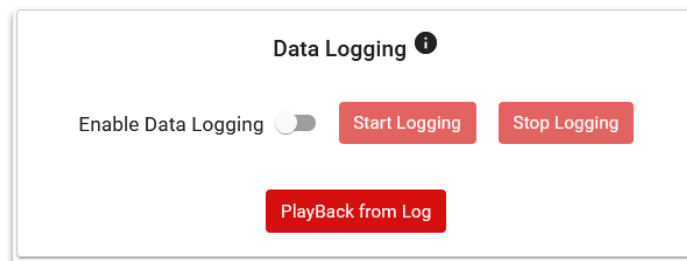 Data Logging
Enable Data Logging Start Logging Stop Logging
PlayBack from Log